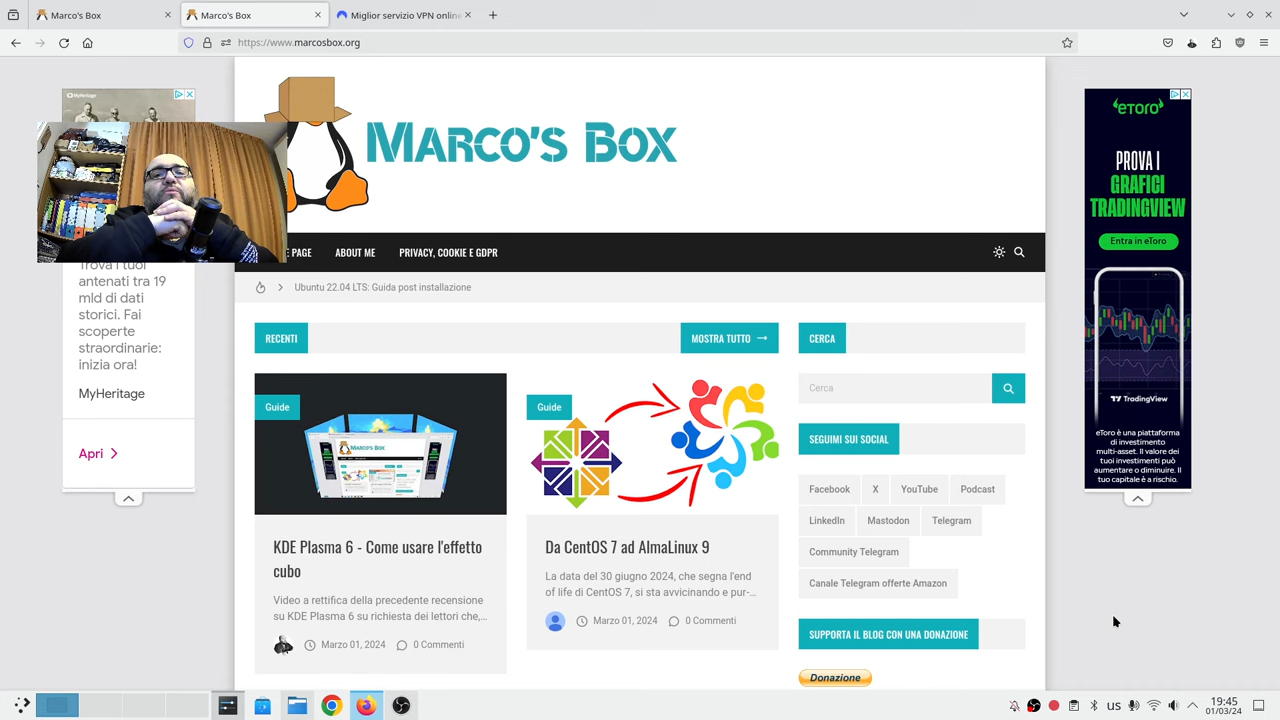 Marco's Box
Marco's Box
Miglior servizio VPN online
https://www.marcosbox.org
MyHeritage
Trova i tuoi
antenati tra 19
mld di dati
storici. Fai
scoperte
straordinarie:
inizia ora!
MyHeritage
Apri
MARCO'S BOX
PAGE
ABOUT ME
PRIVACY, COOKIE E GDPR
Ubuntu 22.04 LTS: Guida post installazione
RECENTI
MOSTRA TUTTO
Guide
MARCO'S BOX
KDE Plasma 6 - Come usare l'effetto
cubo
Video a rettifica della precedente recensione
su KDE Plasma 6 su richiesta dei lettori che,...
Marzo 01, 2024
0 Commenti
Guide
Da CentOS 7 ad AlmaLinux 9
La data del 30 giugno 2024, che segna l'end
of life di CentOS 7, si sta avvicinando e pur-...
Marzo 01, 2024
0 Commenti
CERCA
Cerca
SEGUIMI SUI SOCIAL
Facebook
X
YouTube
Podcast
LinkedIn
Mastodon
Telegram
Community Telegram
Canale Telegram offerte Amazon
SUPPORTA IL BLOG CON UNA DONAZIONE
Donazione
eToro
PROVA I
GRAFICI
TRADINGVIEW
Entra in eToro
TradingView
eToro è una piattaforma
di investimento
multi-asset. Il valore dei
tuoi investimenti può
aumentare o diminuire. Il
tuo capitale è a rischio.
US
19:45
01/03/24